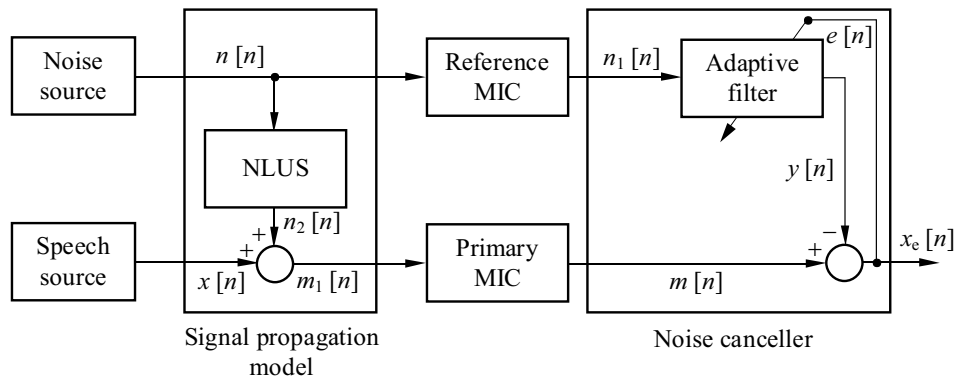 Noise
source
n [n]
Reference
MIC
n1 [n]
Adaptive
filter
e [n]
NLUS
y [n]
n2 [n]
Speech
source
x [n]
+
+
m1 [n]
Primary
MIC
m [n]
+
−
xe [n]
Signal propagation
model
Noise canceller